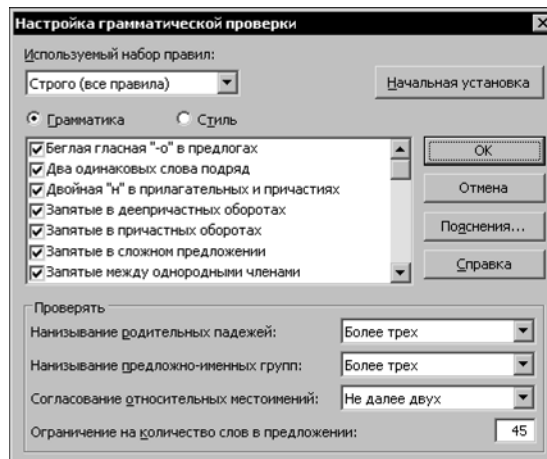 Настройка грамматической проверки
Используемый набор правил:
Строго (все правила)
Начальная установка
Грамматика Стиль
Беглая гласная "-о" в предлогах
Два одинаковых слова подряд
Двойная "н" в прилагательных и причастиях
Запятые в деепричастных оборотах
Запятые в причастных оборотах
Запятые в сложном предложении
Запятые между однородными членами
ОК
Отмена
Пояснения...
Справка
Проверять
Нанизывание родительных падежей: Более трех
Нанизывание предложно-именных групп: Более трех
Согласование относительных местоимений: Не далее двух
Ограничение на количество слов в предложении: 45